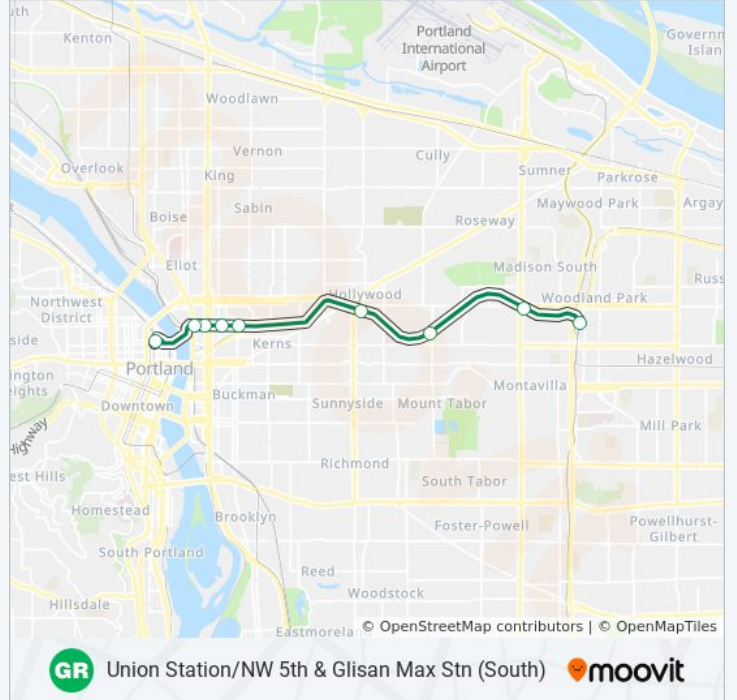 uth
Kenton
Portland
International
Airport
Governm
Islan
Woodlawn
Vernon
Cully
Overlook
King
Sumner
Parkrose
Maywood Park
Argay
Sabin
Boise
Roseway
Eliot
Madison South
Russ
Hollywood
Woodland Park
Northwest
District
side
Kerns
Portland
Hazelwood
ington
eights
Buckman
Montavilla
Downtown
Sunnyside
Mount Tabor
Mill Park
Highway
est Hills
Richmond
South Tabor
Homestead
Brooklyn
Foster-Powell
Powellhurst-
Gilbert
South Portland
Reed
Woodstock
Hillsdale
Eastmoreland
© OpenStreetMap contributors | © OpenMapTiles
GR Union Station/NW 5th & Glisan Max Stn (South) moovit